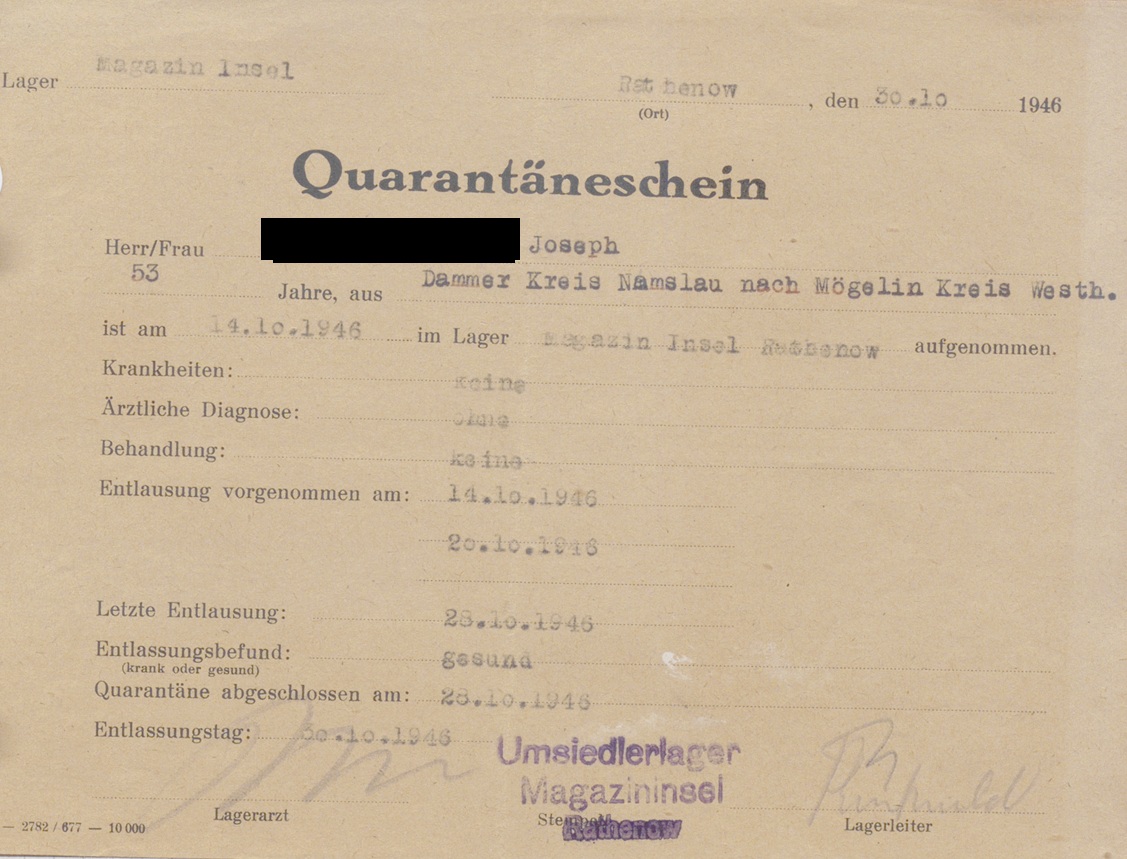 Lager Magazin Insel Rathenow, den 30.10 1946
(Ort)
Quarantäneschein
Herr/Frau Joseph
53 Jahre, aus Dammer Kreis Namslau nach Mögelin Kreis Westh.
ist am 14.10.1946 im Lager Magazin Insel Rathenow aufgenommen.
Krankheiten: keine
Ärztliche Diagnose: ohne
Behandlung: keine
Entlausung vorgenommen am: 14.10.1946
20.10.1946
Letzte Entlausung: 28.10.1946
Entlassungsbefund: gesund
(krank oder gesund)
Quarantäne abgeschlossen am: 28.10.1946
Entlassungstag: 30.10.1946
Umsiedlerlager
Magazininsel
Rathenow
Lagerarzt Lagerleiter
— 2782 / 677 — 10 000